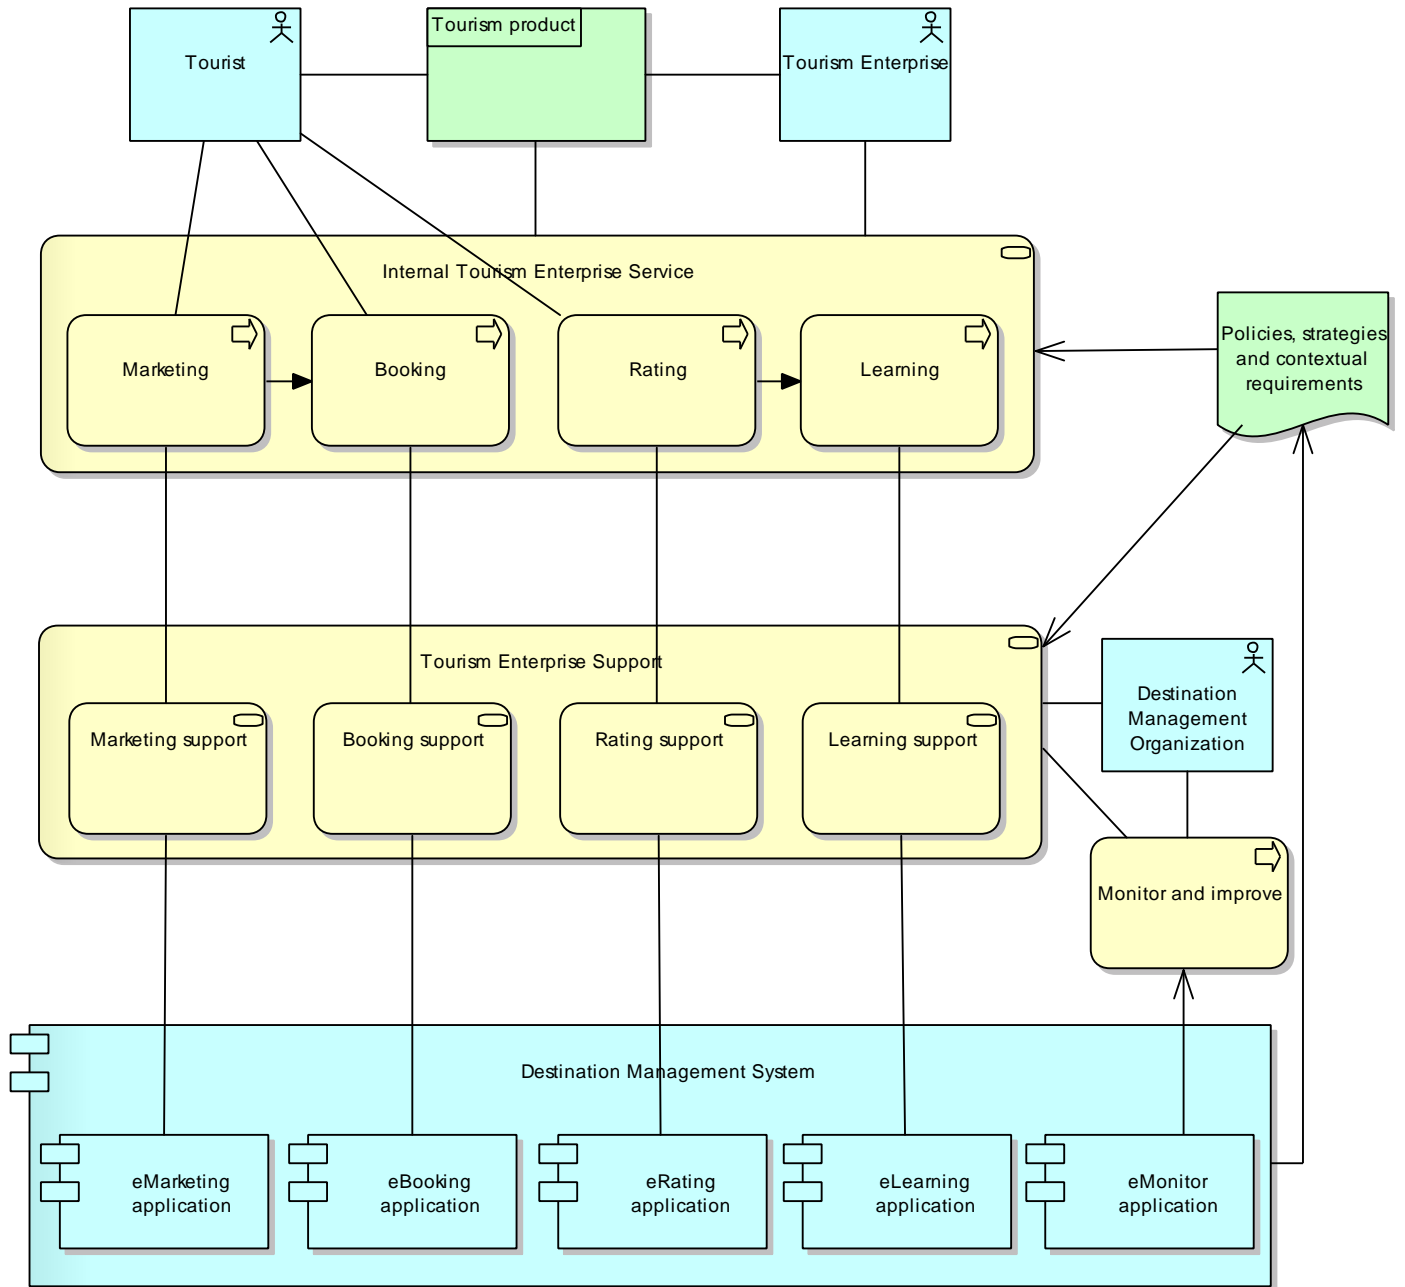 Tourist
Tourism product
Tourism Enterprise
Internal Tourism Enterprise Service
Marketing
Booking
Rating
Learning
Policies, strategies
and contextual
requirements
Tourism Enterprise Support
Marketing support
Booking support
Rating support
Learning support
Destination
Management
Organization
Monitor and improve
Destination Management System
eMarketing
application
eBooking
application
eRating
application
eLearning
application
eMonitor
application